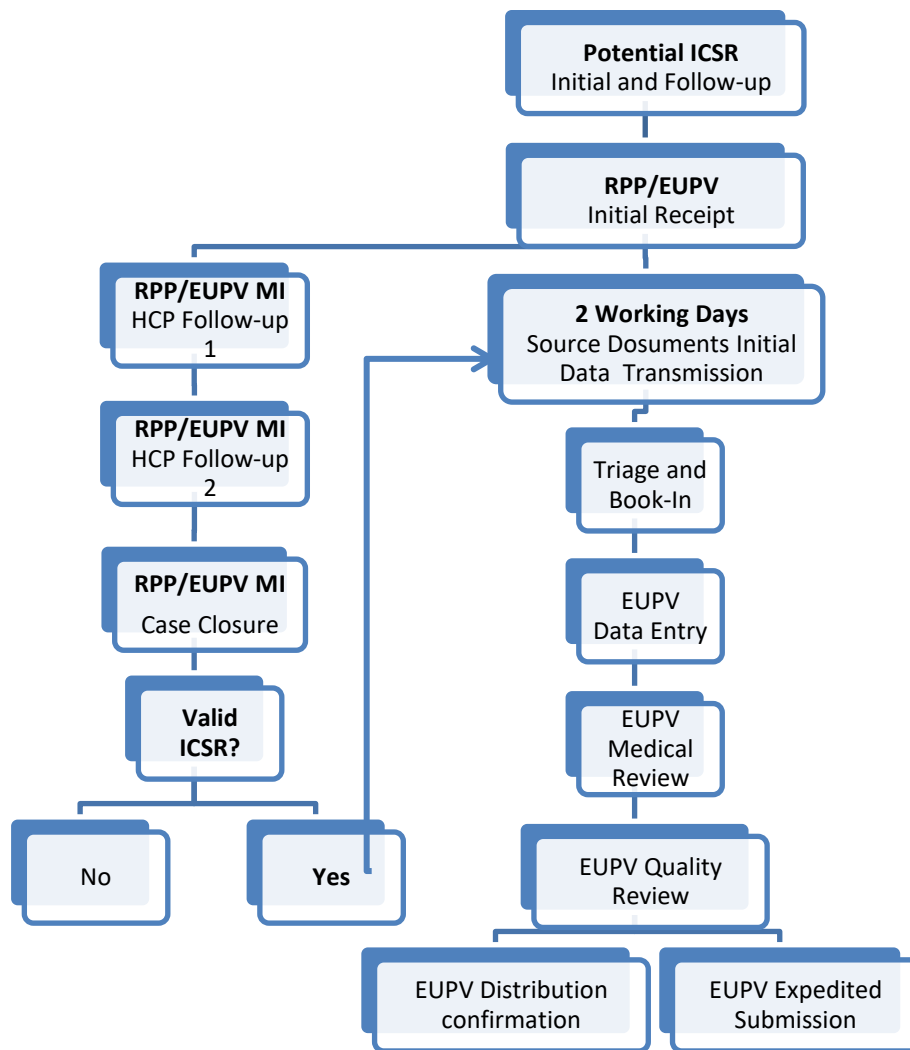 Potential ICSR
Initial and Follow-up
RPP/EUPV
Initial Receipt
RPP/EUPV MI
HCP Follow-up
1
2 Working Days
Source Dosuments Initial
Data Transmission
RPP/EUPV MI
HCP Follow-up
2
Triage and
Book-In
RPP/EUPV MI
Case Closure
EUPV
Data Entry
Valid
ICSR?
EUPV
Medical
Review
No
Yes
EUPV Quality
Review
EUPV Distribution
confirmation
EUPV Expedited
Submission